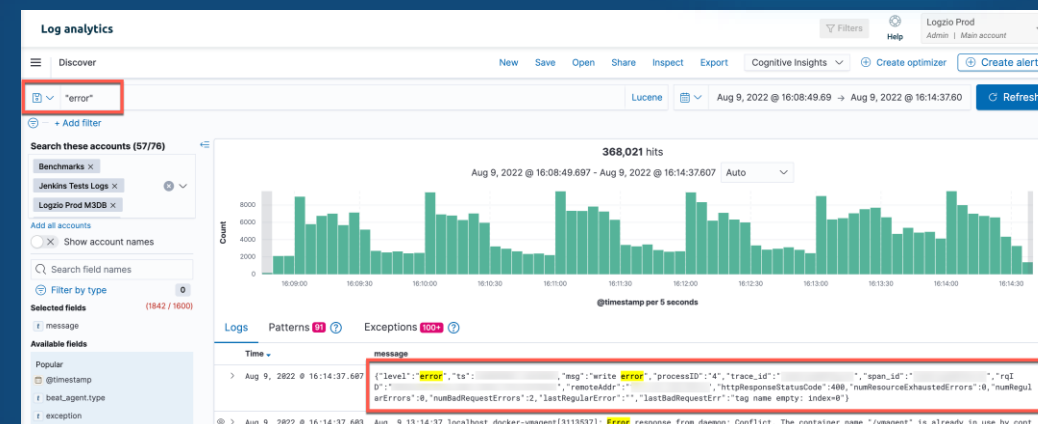 Log analytics
Filters
Help
Logzio Prod
Admin | Main account
Discover
New Save Open Share Inspect Export Cognitive Insights Create optimizer Create alert
"error"
Lucene
Aug 9, 2022 @ 16:08:49.69 → Aug 9, 2022 @ 16:14:37.60
Refresh
+ Add filter
Search these accounts (57/76)
Benchmarks ×
Jenkins Tests Logs ×
Logzio Prod M3DB ×
Add all accounts
Show account names
Search field names
Filter by type 0
Selected fields (1842 / 1600)
t message
Available fields
Popular
@timestamp
t beat_agent.type
t exception
368,021 hits
Aug 9, 2022 @ 16:08:49.697 - Aug 9, 2022 @ 16:14:37.607 Auto
Count
8000
6000
4000
2000
0
16:09:00 16:09:30 16:10:00 16:10:30 16:11:00 16:11:30 16:12:00 16:12:30 16:13:00 16:13:30 16:14:00 16:14:30
@timestamp per 5 seconds
Logs Patterns 91 Exceptions 100+
Time message
Aug 9, 2022 @ 16:14:37.607 {"level":"error","ts": ,"msg":"write error","processID":"4","trace_id":" ","span_id":" ","rqI
D":" ","remoteAddr":" ","httpResponseStatusCode":400,"numResourceExhaustedErrors":0,"numRegul
arErrors":0,"numBadRequestErrors":2,"lastRegularError":"","lastBadRequestErr":"tag name empty: index=0"}
Aug 9, 2022 @ 16:14:37.603 Aug 9 13:14:37 localhost docker-vmagent[3113537]: Error response from daemon: Conflict. The container name "/vmagent" is already in use by cont